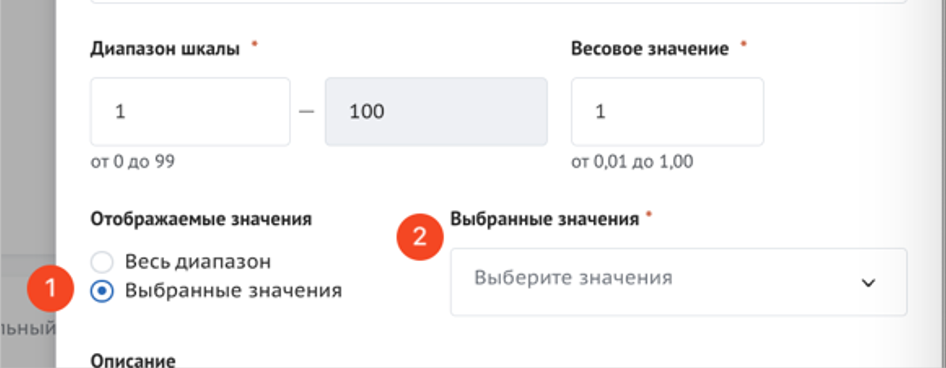 Диапазон шкалы * Весовое значение *
1 — 100 1
от 0 до 99 от 0,01 до 1,00
Отображаемые значения 2 Выбранные значения *
Весь диапазон
Выберите значения
1 Выбранные значения
льный
Описание